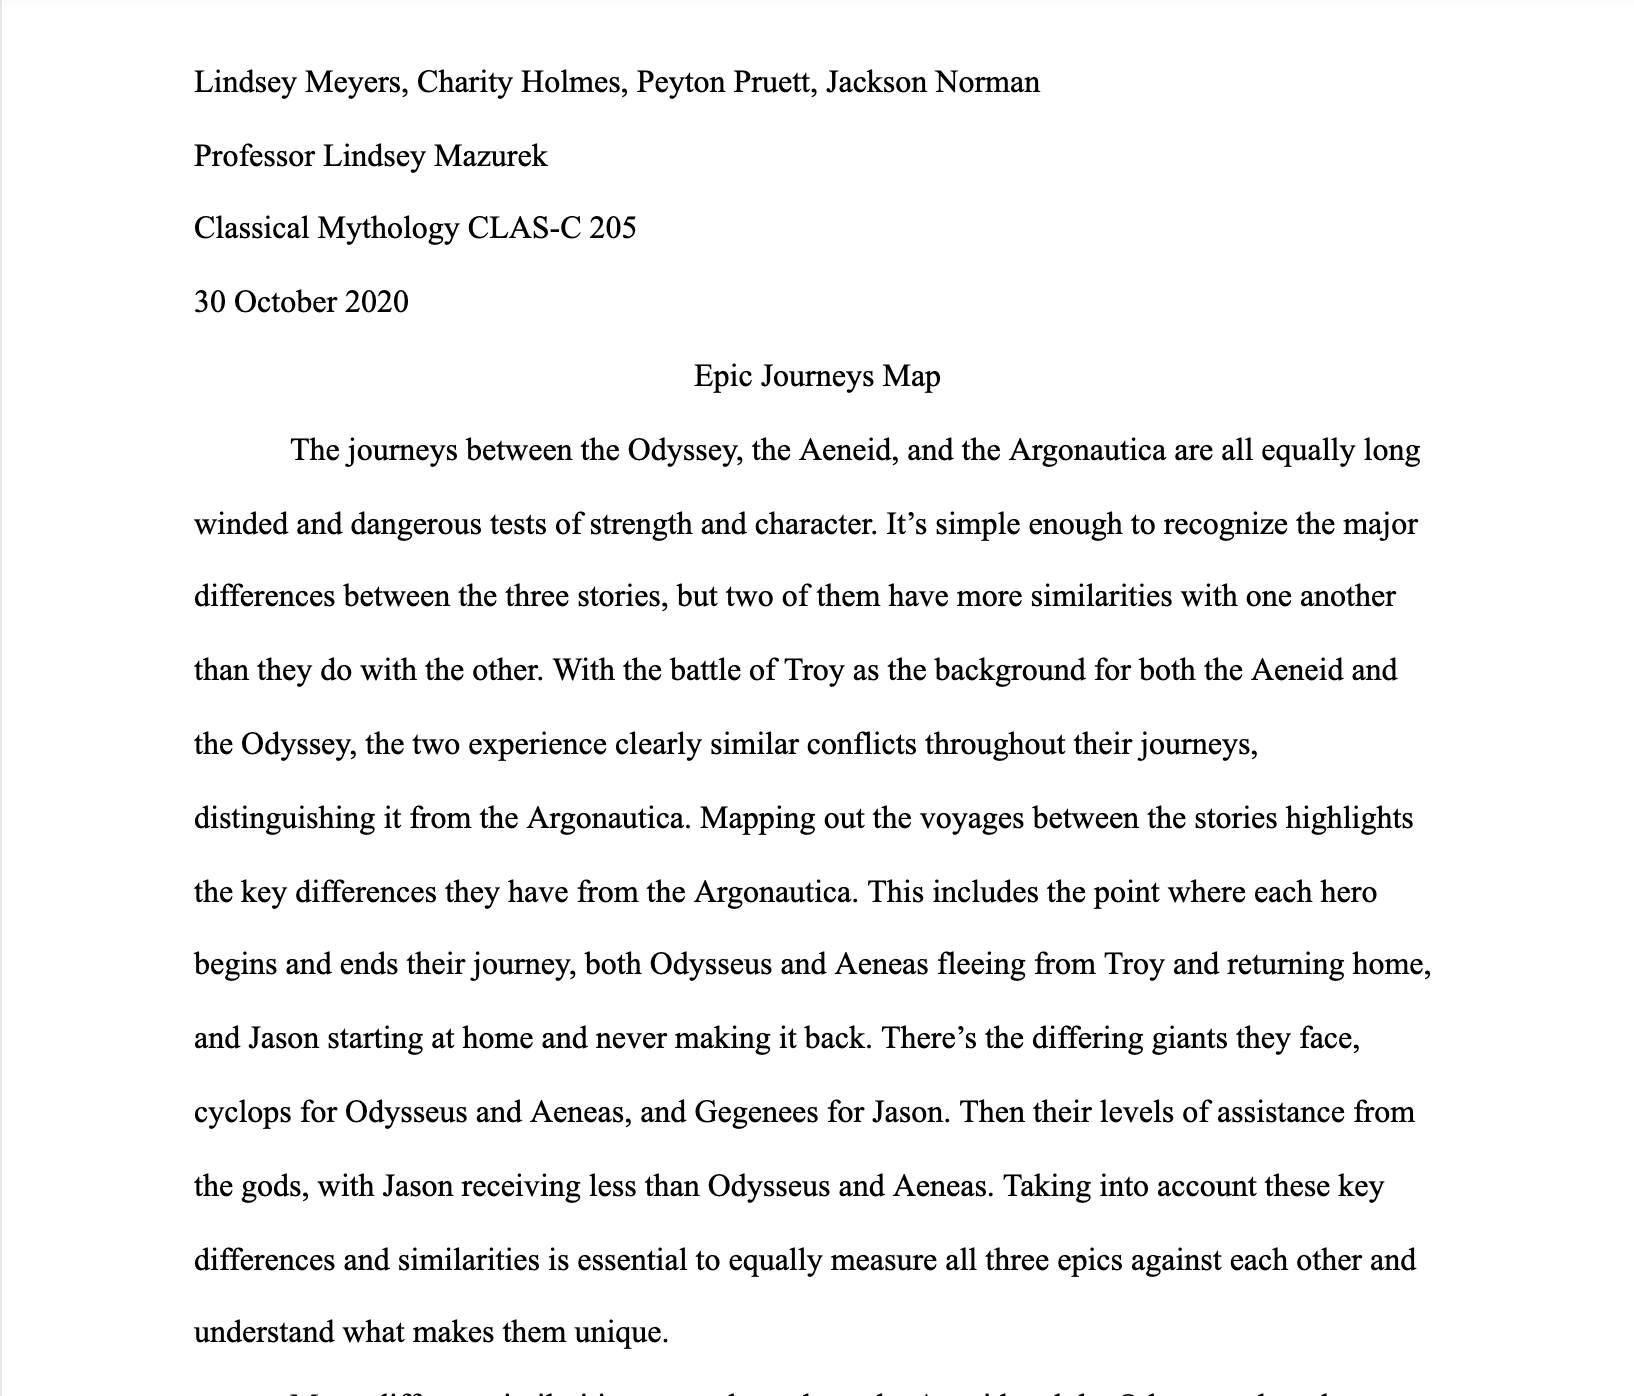 Lindsey Meyers, Charity Holmes, Peyton Pruett, Jackson Norman
Professor Lindsey Mazurek
Classical Mythology CLAS-C 205
30 October 2020
Epic Journeys Map
The journeys between the Odyssey, the Aeneid, and the Argonautica are all equally long
winded and dangerous tests of strength and character. It’s simple enough to recognize the major
differences between the three stories, but two of them have more similarities with one another
than they do with the other. With the battle of Troy as the background for both the Aeneid and
the Odyssey, the two experience clearly similar conflicts throughout their journeys,
distinguishing it from the Argonautica. Mapping out the voyages between the stories highlights
the key differences they have from the Argonautica. This includes the point where each hero
begins and ends their journey, both Odysseus and Aeneas fleeing from Troy and returning home,
and Jason starting at home and never making it back. There’s the differing giants they face,
cyclops for Odysseus and Aeneas, and Gegenees for Jason. Then their levels of assistance from
the gods, with Jason receiving less than Odysseus and Aeneas. Taking into account these key
differences and similarities is essential to equally measure all three epics against each other and
understand what makes them unique.